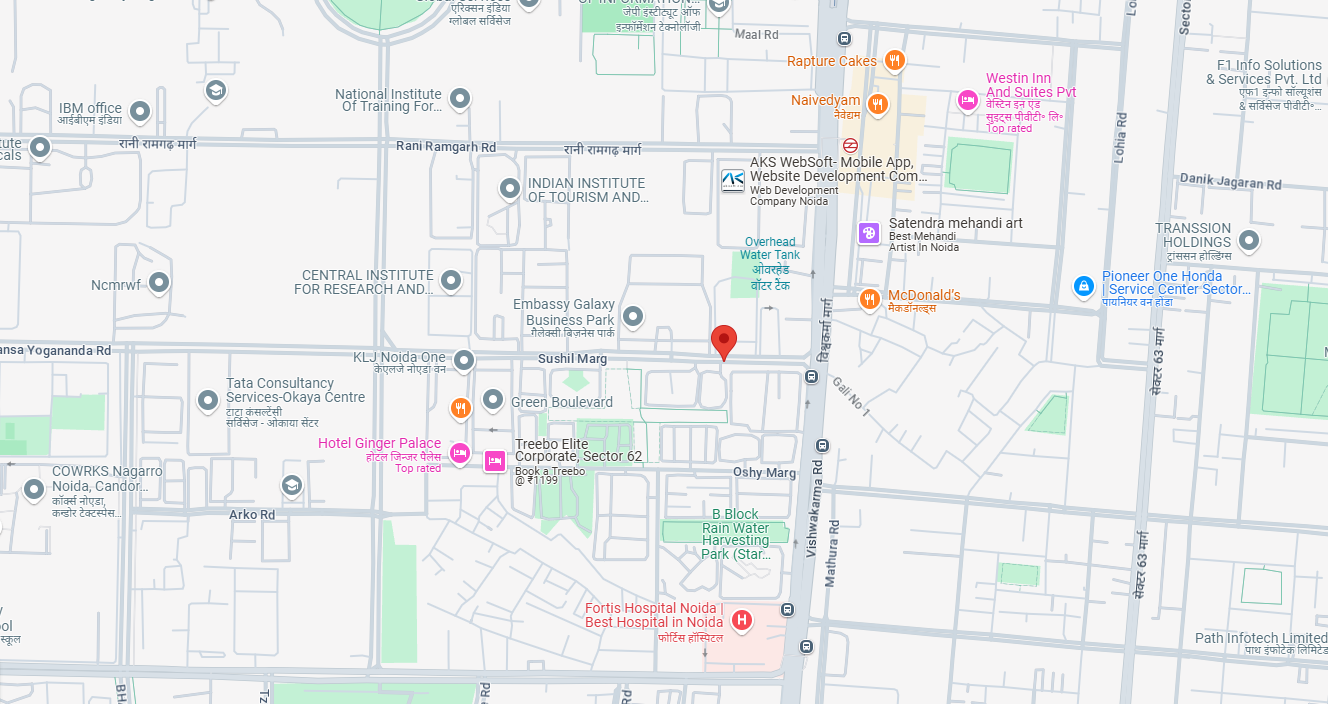 एरिक्सन इंडिया
ग्लोबल सर्विसेज
जेपी इंस्टीट्यूट ऑफ
इन्फॉर्मेशन टेक्नोलॉजी
Maal Rd
Rapture Cakes
F1 Info Solutions
& Services Pvt. Ltd
एफ1 इन्फो सॉल्यूशंस
& सर्विसेज पीवीटी॰...
Westin Inn
And Suites Pvt
वेस्टिन इन एंड
सुइट्स पीवीटी॰ लि॰
Top rated
National Institute
Of Training For...
IBM office
आईबीएम इंडिया
Naivedyam
नैवेद्यम
Lohia Rd
रानी रामगढ़ मार्ग
Rani Ramgarh Rd
रानी रामगढ़ मार्ग
AKS WebSoft- Mobile App,
Website Development Com...
Web Development
Company Noida
INDIAN INSTITUTE
OF TOURISM AND...
Danik Jagaran Rd
Satendra mehandi art
Best Mehandi
Artist In Noida
TRANSSION
HOLDINGS
ट्रांससन होल्डिंग्स
Overhead
Water Tank
ओवरहेड
वॉटर टैंक
CENTRAL INSTITUTE
FOR RESEARCH AND...
Ncmrwf
Pioneer One Honda
| Service Center Sector...
पायनियर वन होंडा
McDonald's
मैकडॉनल्ड्स
Embassy Galaxy
Business Park
गैलेक्सी बिज़नेस पार्क
विश्वकर्मा मार्ग
सेक्टर 63 मार्ग
ansa Yogananda Rd
KLJ Noida One
केएलजे नोएडा वन
Sushil Marg
Tata Consultancy
Services-Okaya Centre
टाटा कंसल्टेंसी
सर्विसेज - ओकाया सेंटर
Green Boulevard
Gali No 1
Hotel Ginger Palace
होटल जिन्जर पैलेस
Top rated
Treebo Elite
Corporate, Sector 62
Book a Treebo
@ ₹1199
COWRKS Nagarro
Noida, Candor...
कॉवर्क्स नोएडा,
कन्डोर टेक्टस्पेस...
Oshy Marg
Arko Rd
B Block
Rain Water
Harvesting
Park (Star...
Vishwakarma Rd
Mathura Rd
सेक्टर 63 मार्ग
Fortis Hospital Noida |
Best Hospital in Noida
फोर्टिस हॉस्पिटल
स्कूल
Path Infotech Limited
पाथ इंफोटेक लिमिटेड